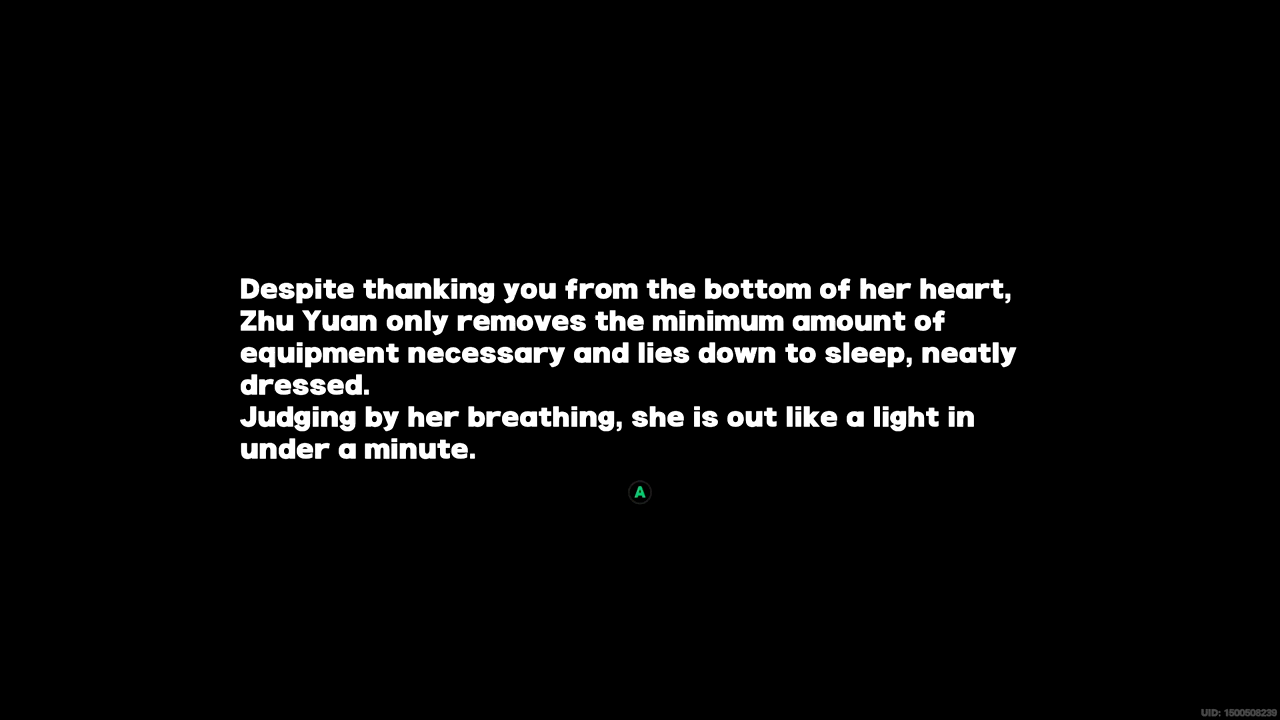 Despite thanking you from the bottom of her heart,
Zhu Yuan only removes the minimum amount of
equipment necessary and lies down to sleep, neatly
dressed.
Judging by her breathing, she is out like a light in
under a minute.
A
UID: 1500508239